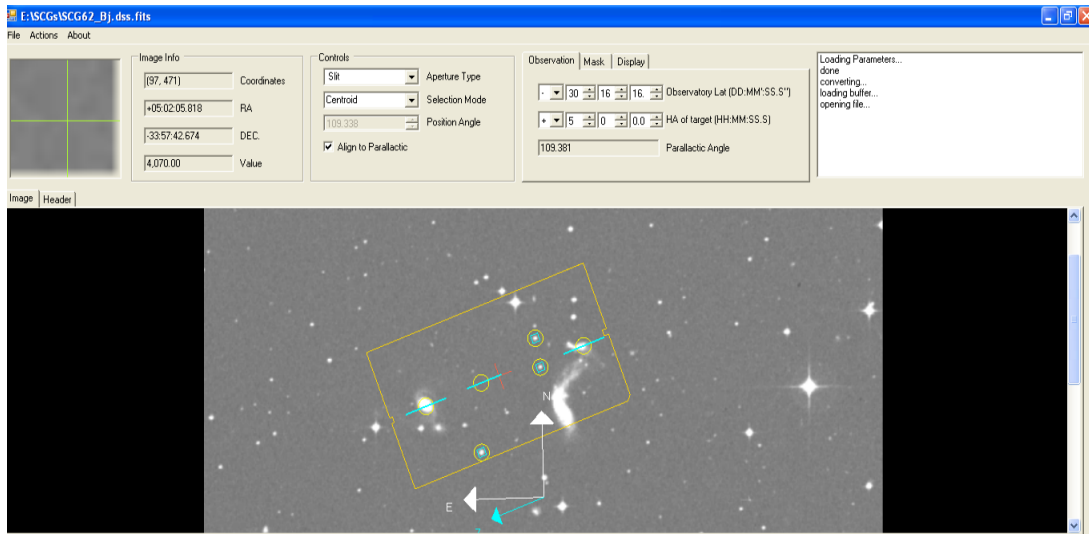 E:\SCGs\SCG62_Bj.dss.fits
File Actions About
Image Info
(97, 471) Coordinates
+05:02:05.818 RA
-33:57:42.674 DEC.
4,070.00 Value
Controls
Slit Aperture Type
Centroid Selection Mode
109.338 Position Angle
Align to Parallactic
Observation Mask Display
- 30 16 16. Observatory Lat (DD:MM':SS.S'')
+ 5 0 0.0 HA of target (HH:MM:SS.S)
109.381 Parallactic Angle
Loading Parameters...
done
converting...
loading buffer...
opening file...
Image Header
N
E